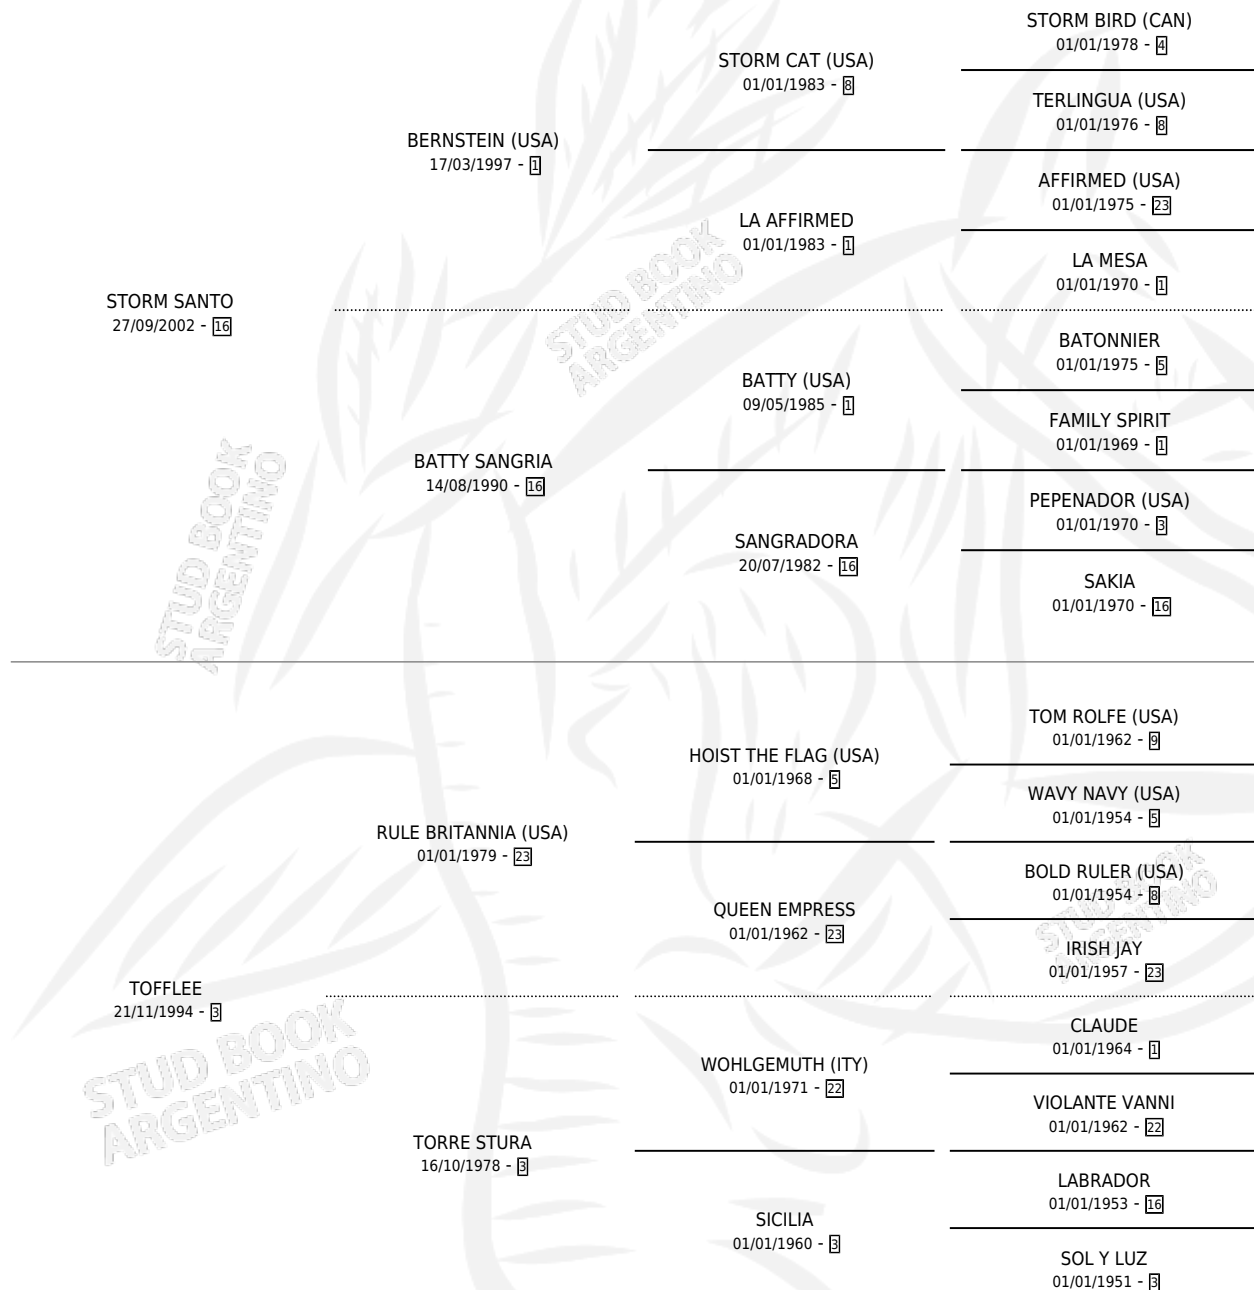 STORM BIRD (CAN)
01/01/1978 - 4
STORM CAT (USA)
01/01/1983 - 8
TERLINGUA (USA)
01/01/1976 - 8
BERNSTEIN (USA)
17/03/1997 - 1
AFFIRMED (USA)
01/01/1975 - 23
LA AFFIRMED
01/01/1983 - 1
LA MESA
01/01/1970 - 1
STORM SANTO
27/09/2002 - 16
BATONNIER
01/01/1975 - 5
BATTY (USA)
09/05/1985 - 1
FAMILY SPIRIT
01/01/1969 - 1
BATTY SANGRIA
14/08/1990 - 16
PEPENADOR (USA)
01/01/1970 - 3
SANGRADORA
20/07/1982 - 16
SAKIA
01/01/1970 - 16
STUD BOOK
ARGENTINO
STUD BOOK
ARGENTINO
TOM ROLFE (USA)
01/01/1962 - 9
HOIST THE FLAG (USA)
01/01/1968 - 5
WAVY NAVY (USA)
01/01/1954 - 5
RULE BRITANNIA (USA)
01/01/1979 - 23
BOLD RULER (USA)
01/01/1954 - 8
QUEEN EMPRESS
01/01/1962 - 23
IRISH JAY
01/01/1957 - 23
STUD BOOK
ARGENTINO
TOFFLEE
21/11/1994 - 3
CLAUDE
01/01/1964 - 1
WOHLGEMUTH (ITY)
01/01/1971 - 22
VIOLANTE VANNI
01/01/1962 - 22
STUD BOOK
ARGENTINO
TORRE STURA
16/10/1978 - 3
LABRADOR
01/01/1953 - 16
SICILIA
01/01/1960 - 3
SOL Y LUZ
01/01/1951 - 3